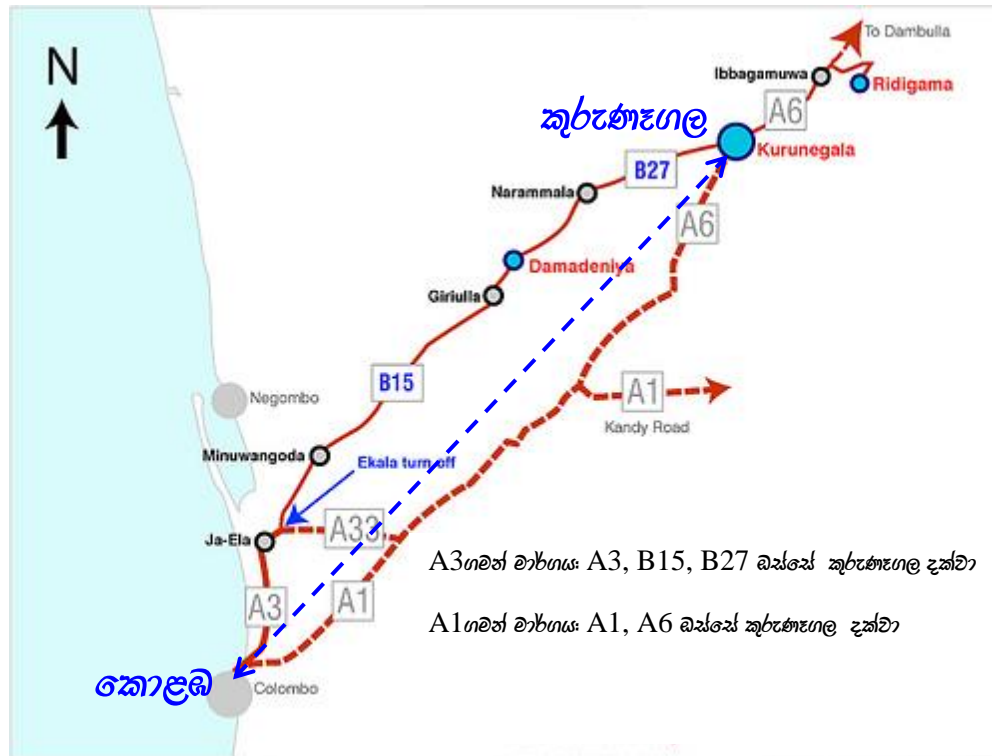 N
To Dambulla
Ibbagamuwa
Ridigama
කුරුණෑගල
A6
Kurunegala
B27
Narammala
A6
Damadeniya
Giriulla
B15
A1
Negombo
Kandy Road
Minuwangoda
Ekala turn off
A33
Ja-Ela
A3ගමන් මාර්ගය: A3, B15, B27 ඔස්සේ කුරුණෑගල දක්වා
A3
A1
A1ගමන් මාර්ගය: A1, A6 ඔස්සේ කුරුණෑගල දක්වා
කොළඹ
Colombo